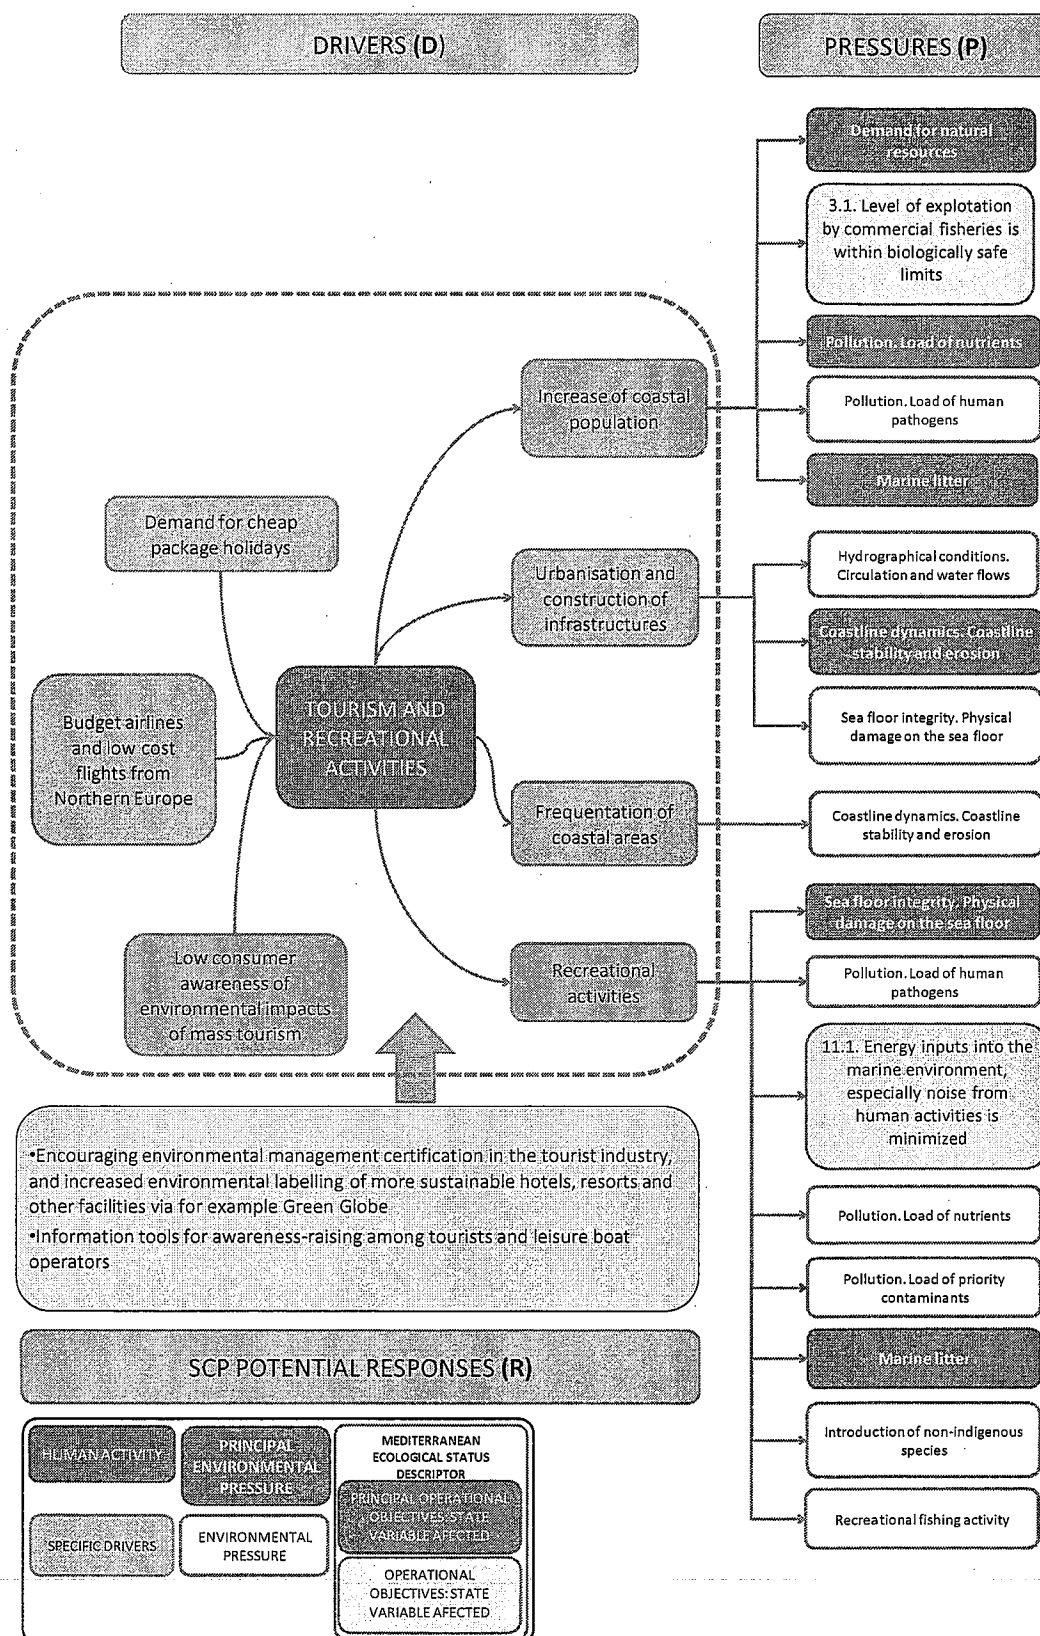 DRIVERS (D)
PRESSURES (P)
Demand for natural
resources
3.1. Level of explotation
by commercial fisheries is
within biologically safe
limits
Pollution. Load of nutrients
Increase of coastal
population
Pollution. Load of human
pathogens
Marine litter
Demand for cheap
package holidays
Hydrographical conditions.
Circulation and water flows
Urbanisation and
construction of
infrastructures
Coastline dynamics. Coastline
stability and erosion
Budget airlines
and low cost
flights from
Northern Europe
TOURISM AND
RECREATIONAL
ACTIVITIES
Sea floor integrity. Physical
damage on the sea floor
Frequentation of
coastal areas
Coastline dynamics. Coastline
stability and erosion
Sea floor integrity. Physical
damage on the sea floor
Low consumer
awareness of
environmental impacts
of mass tourism
Recreational
activities
Pollution. Load of human
pathogens
11.1. Energy inputs into the
marine environment,
especially noise from
human activities is
minimized
•Encouraging environmental management certification in the tourist industry,
and increased environmental labelling of more sustainable hotels, resorts and
other facilities via for example Green Globe
•Information tools for awareness-raising among tourists and leisure boat
operators
Pollution. Load of nutrients
Pollution. Load of priority
contaminants
Marine litter
Introduction of non-indigenous
species
Recreational fishing activity
SCP POTENTIAL RESPONSES (R)
HUMAN ACTIVITY
PRINCIPAL
ENVIRONMENTAL
PRESSURE
MEDITERRANEAN
ECOLOGICAL STATUS
DESCRIPTOR
PRINCIPAL OPERATIONAL
OBJECTIVES: STATE
VARIABLE AFFECTED
SPECIFIC DRIVERS
ENVIRONMENTAL
PRESSURE
OPERATIONAL
OBJECTIVES: STATE
VARIABLE AFFECTED